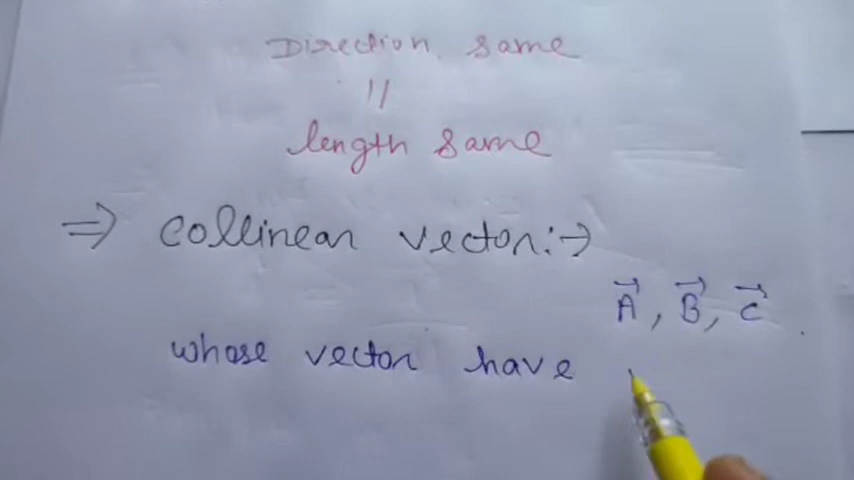 Direction same
"
length same
⇒ collinear vector:→
A⃗, B⃗, C⃗
whose vector have